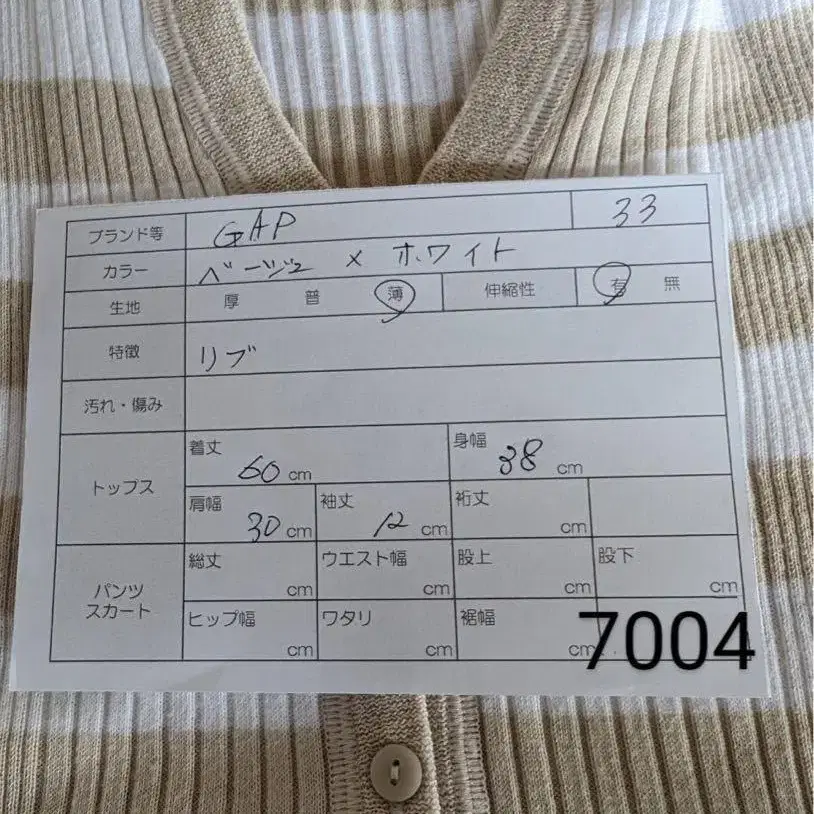 ブランド等 GAP 33
カラー ベージュ × ホワイト
生地 厚 普 薄 伸縮性 有 無
特徴 リブ
汚れ・傷み
トップス
着丈 60 cm 身幅 38 cm
肩幅 30 cm 袖丈 12 cm 裄丈 cm
パンツ
スカート
総丈 cm ウエスト幅 cm 股上 cm 股下 cm
ヒップ幅 cm ワタリ cm 裾幅 cm
7004